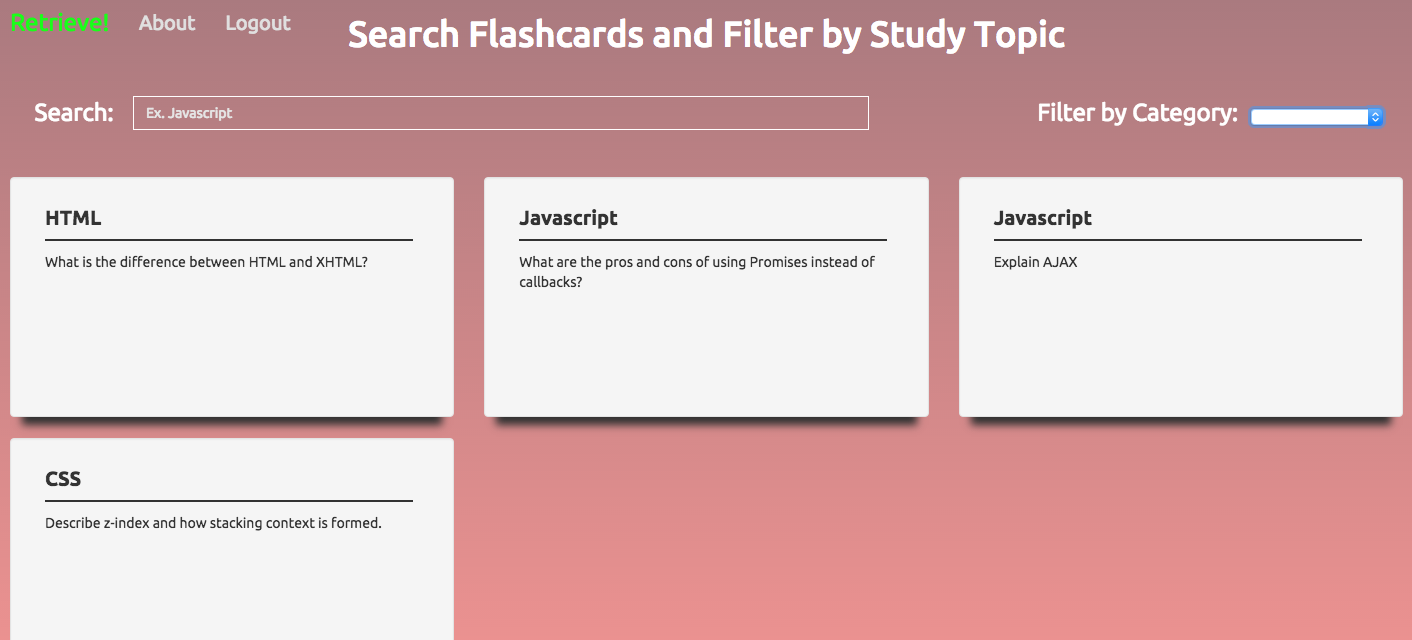 Retrieve! About Logout
Search Flashcards and Filter by Study Topic
Search: Ex. Javascript
Filter by Category:
HTML
What is the difference between HTML and XHTML?
Javascript
What are the pros and cons of using Promises instead of
callbacks?
Javascript
Explain AJAX
CSS
Describe z-index and how stacking context is formed.